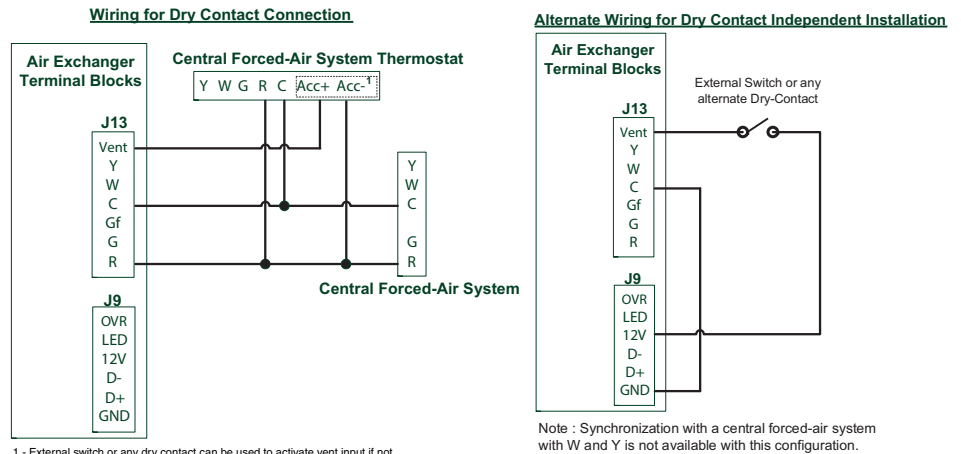 Wiring for Dry Contact Connection
Air Exchanger
Terminal Blocks
Central Forced-Air System Thermostat
Y W G R C Acc+ Acc-¹
J13
Vent
Y
W
C
Gf
G
R
J9
OVR
LED
12V
D-
D+
GND
Y
W
C
G
R
Central Forced-Air System
1 - External switch or any dry contact can be used to activate vent input if not
Alternate Wiring for Dry Contact Independent Installation
Air Exchanger
Terminal Blocks
External Switch or any
alternate Dry-Contact
J13
Vent
Y
W
C
Gf
G
R
J9
OVR
LED
12V
D-
D+
GND
Note : Synchronization with a central forced-air system
with W and Y is not available with this configuration.